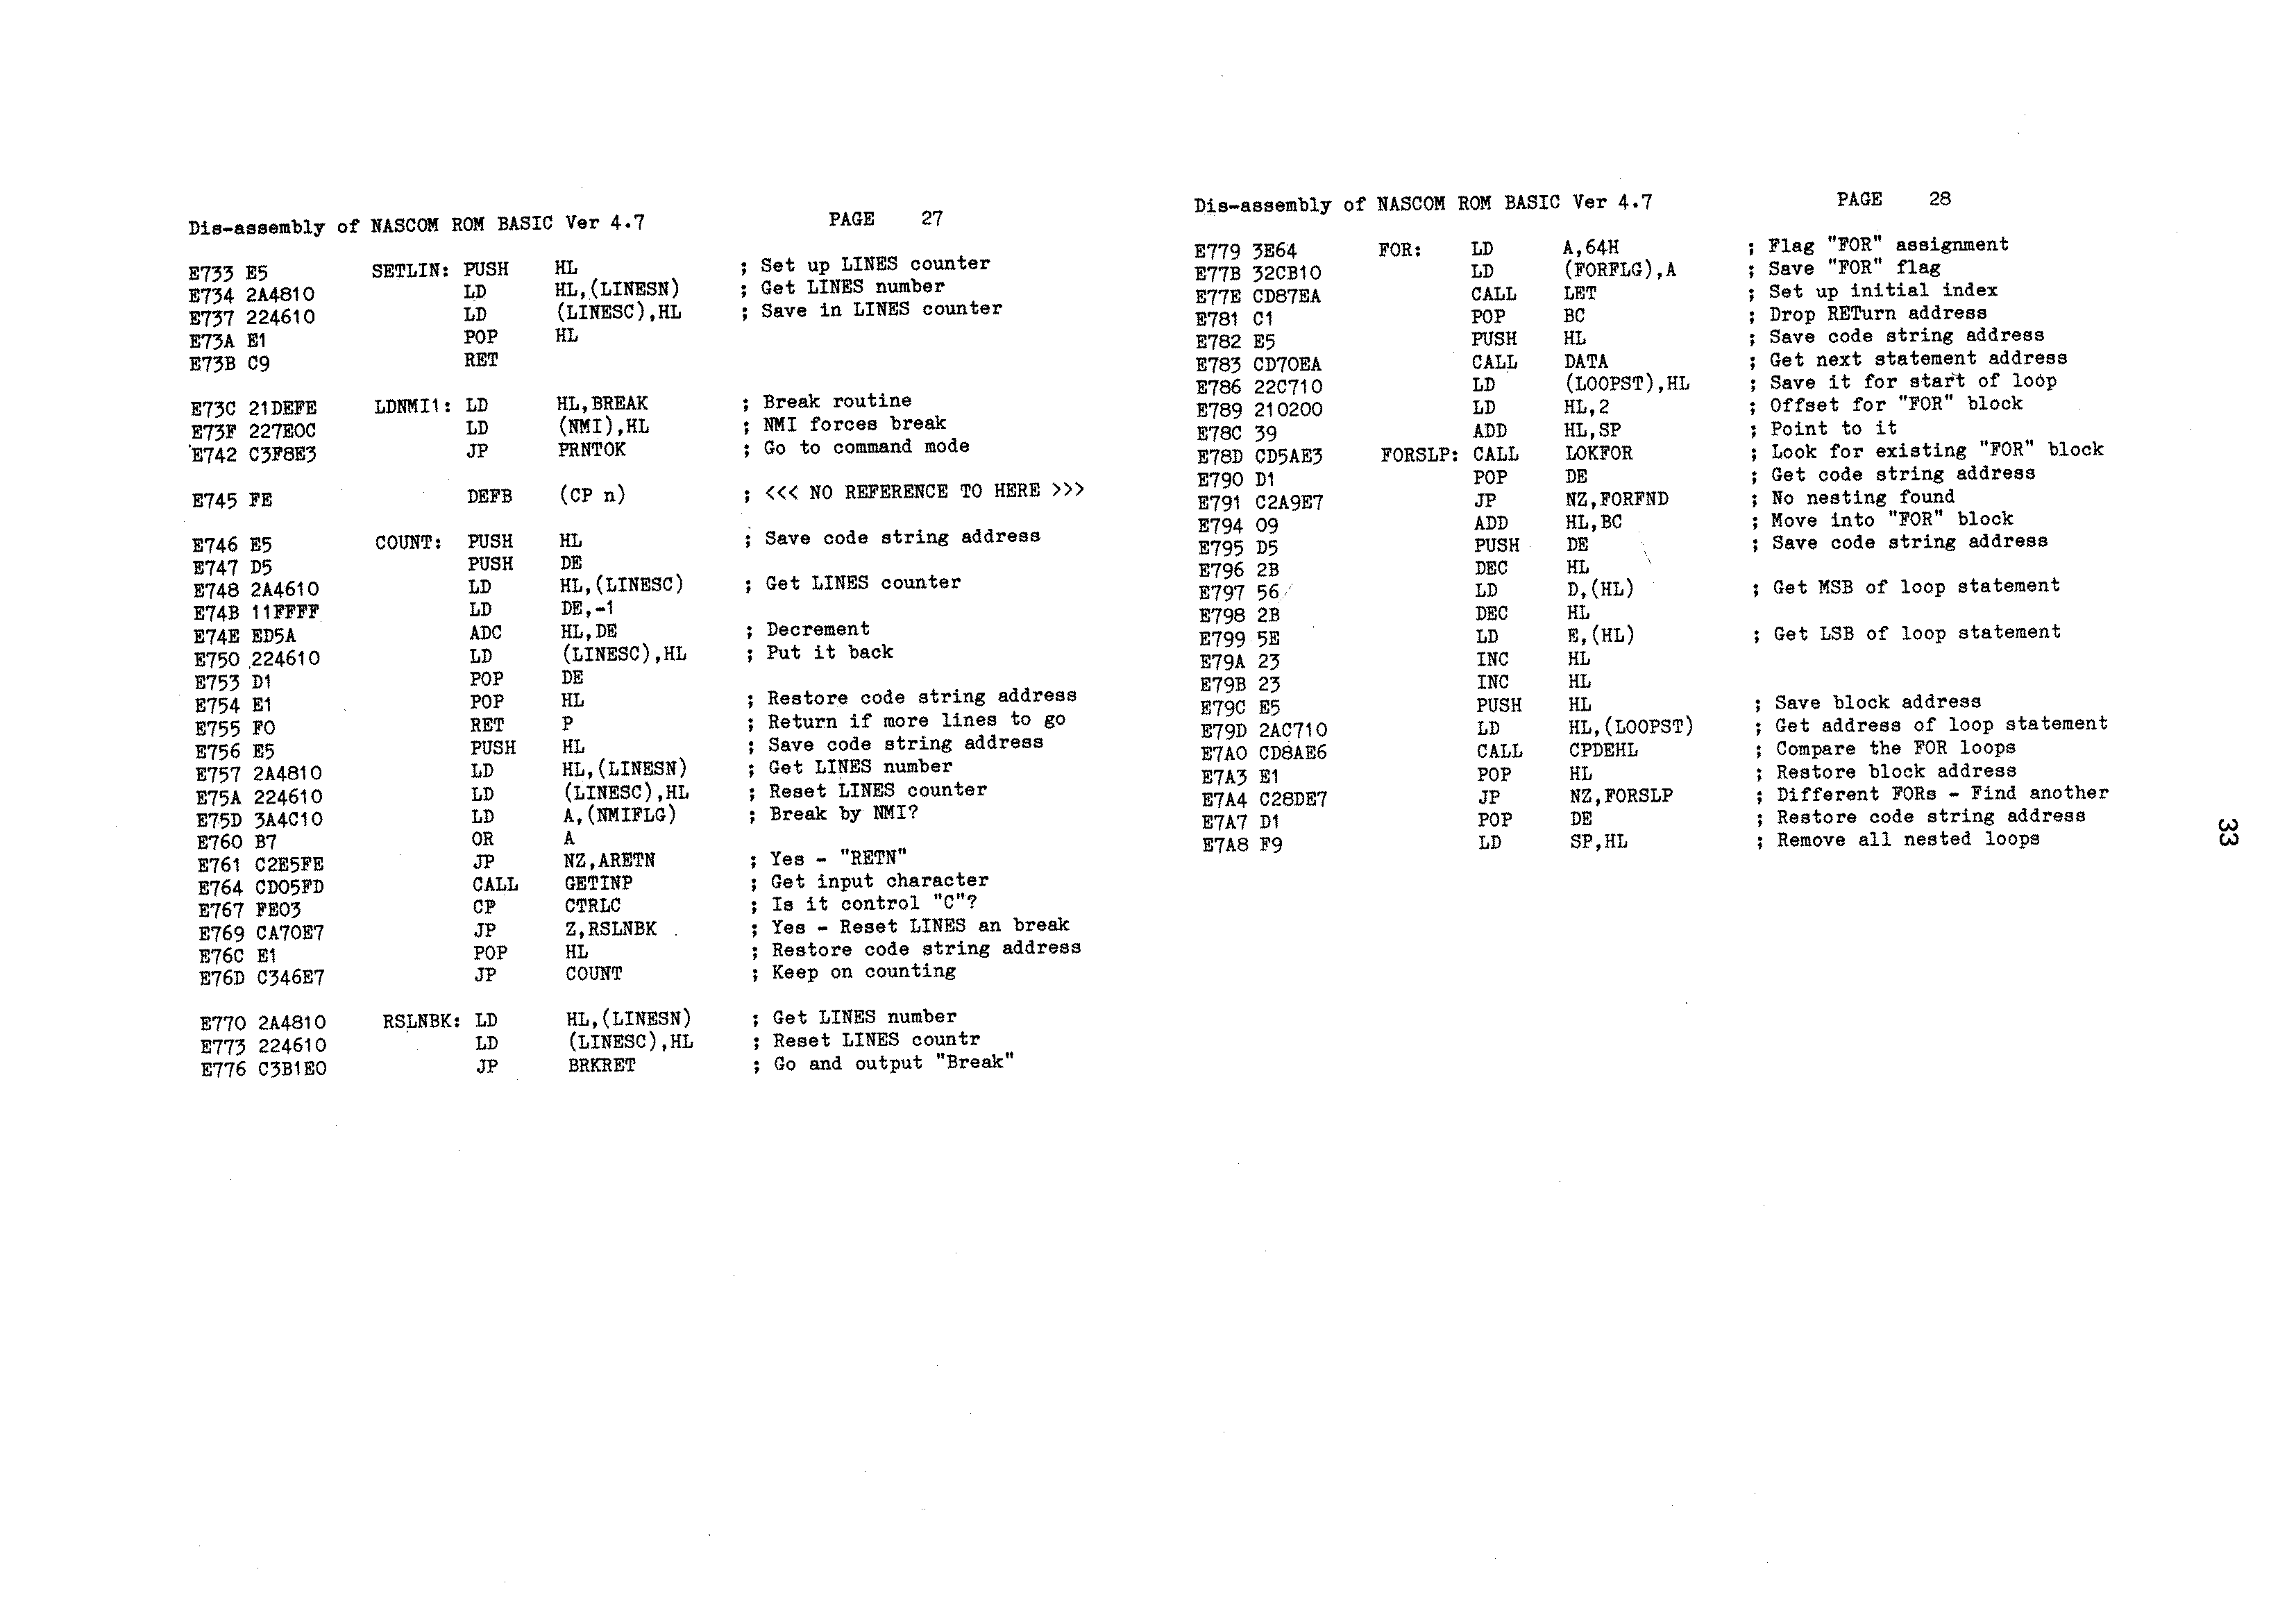 Dis-assembly of NASCOM ROM BASIC Ver 4.7 PAGE 27
E733 E5 SETLIN: PUSH HL ; Set up LINES counter
E734 2A4810 LD HL,(LINESN) ; Get LINES number
E737 224610 LD (LINESC),HL ; Save in LINES counter
E73A E1 POP HL
E73B C9 RET
E73C 21DEFE LDNMI1: LD HL,BREAK ; Break routine
E73F 227E0C LD (NMI),HL ; NMI forces break
E742 C3F8E3 JP PRNTOK ; Go to command mode
E745 FE DEFB (CP n) ; <<< NO REFERENCE TO HERE >>>
E746 E5 COUNT: PUSH HL ; Save code string address
E747 D5 PUSH DE
E748 2A4610 LD HL,(LINESC) ; Get LINES counter
E74B 11FFFF LD DE,-1
E74E ED5A ADC HL,DE ; Decrement
E750 224610 LD (LINESC),HL ; Put it back
E753 D1 POP DE
E754 E1 POP HL ; Restore code string address
E755 F0 RET P ; Return if more lines to go
E756 E5 PUSH HL ; Save code string address
E757 2A4810 LD HL,(LINESN) ; Get LINES number
E75A 224610 LD (LINESC),HL ; Reset LINES counter
E75D 3A4C10 LD A,(NMIFLG) ; Break by NMI?
E760 B7 OR A
E761 C2E5FE JP NZ,ARETN ; Yes - "RETN"
E764 CD05FD CALL GETINP ; Get input character
E767 FE03 CP CTRLC ; Is it control "C"?
E769 CA70E7 JP Z,RSLNBK ; Yes - Reset LINES an break
E76C E1 POP HL ; Restore code string address
E76D C346E7 JP COUNT ; Keep on counting
E770 2A4810 RSLNBK: LD HL,(LINESN) ; Get LINES number
E773 224610 LD (LINESC),HL ; Reset LINES countr
E776 C3B1E0 JP BRKRET ; Go and output "Break"
Dis-assembly of NASCOM ROM BASIC Ver 4.7 PAGE 28
E779 3E64 FOR: LD A,64H ; Flag "FOR" assignment
E77B 32CB10 LD (FORFLG),A ; Save "FOR" flag
E77E CD87EA CALL LET ; Set up initial index
E781 C1 POP BC ; Drop RETurn address
E782 E5 PUSH HL ; Save code string address
E783 CD70EA CALL DATA ; Get next statement address
E786 22C710 LD (LOOPST),HL ; Save it for start of loop
E789 210200 LD HL,2 ; Offset for "FOR" block
E78C 39 ADD HL,SP ; Point to it
E78D CD5AE3 FORSLP: CALL LOKFOR ; Look for existing "FOR" block
E790 D1 POP DE ; Get code string address
E791 C2A9E7 JP NZ,FORFND ; No nesting found
E794 09 ADD HL,BC ; Move into "FOR" block
E795 D5 PUSH DE ; Save code string address
E796 2B DEC HL
E797 56 LD D,(HL) ; Get MSB of loop statement
E798 2B DEC HL
E799 5E LD E,(HL) ; Get LSB of loop statement
E79A 23 INC HL
E79B 23 INC HL
E79C E5 PUSH HL ; Save block address
E79D 2AC710 LD HL,(LOOPST) ; Get address of loop statement
E7A0 CD8AE6 CALL CPDEHL ; Compare the FOR loops
E7A3 E1 POP HL ; Restore block address
E7A4 C28DE7 JP NZ,FORSLP ; Different FORs - Find another
E7A7 D1 POP DE ; Restore code string address
E7A8 F9 LD SP,HL ; Remove all nested loops
33